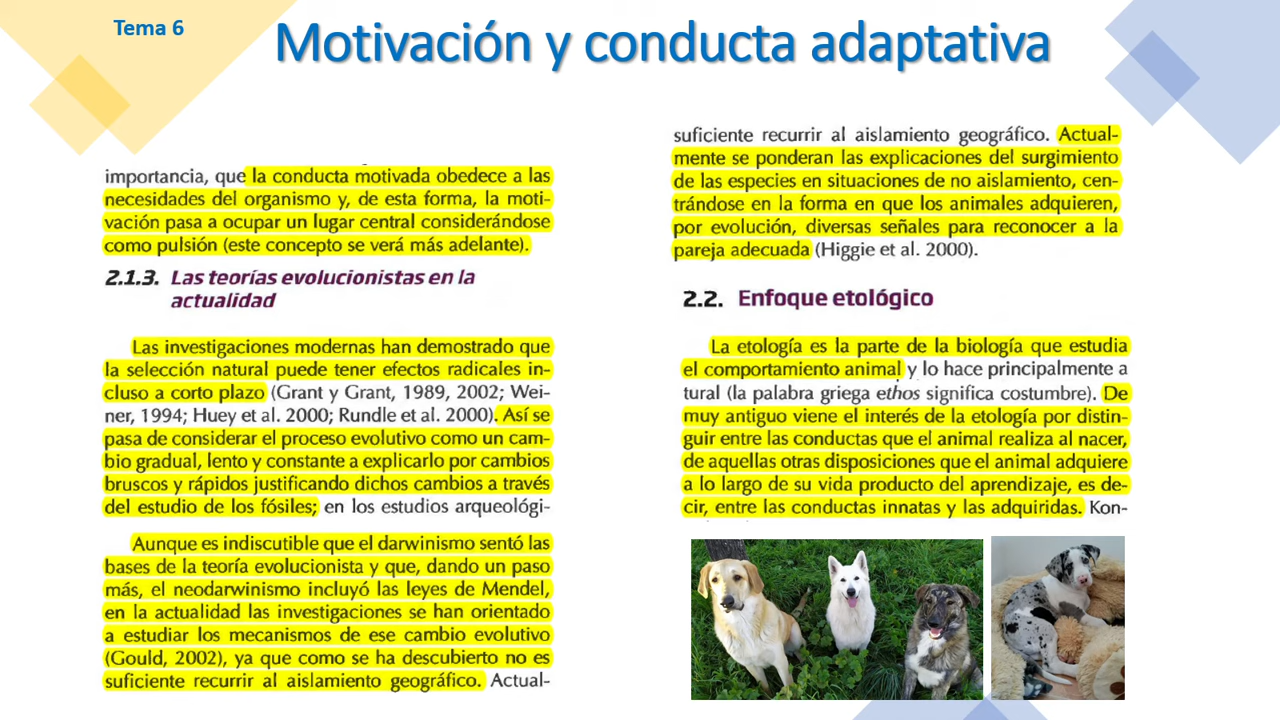 Tema 6
Motivación y conducta adaptativa
importancia, que la conducta motivada obedece a las
necesidades del organismo y, de esta forma, la moti-
vación pasa a ocupar un lugar central considerándose
como pulsión (este concepto se verá más adelante).
2.1.3. Las teorías evolucionistas en la
actualidad
Las investigaciones modernas han demostrado que
la selección natural puede tener efectos radicales in-
cluso a corto plazo (Grant y Grant, 1989, 2002; Wei-
ner, 1994; Huey et al. 2000; Rundle et al. 2000). Así se
pasa de considerar el proceso evolutivo como un cam-
bio gradual, lento y constante a explicarlo por cambios
bruscos y rápidos justificando dichos cambios a través
del estudio de los fósiles; en los estudios arqueológi-
Aunque es indiscutible que el darwinismo sentó las
bases de la teoría evolucionista y que, dando un paso
más, el neodarwinismo incluyó las leyes de Mendel,
en la actualidad las investigaciones se han orientado
a estudiar los mecanismos de ese cambio evolutivo
(Gould, 2002), ya que como se ha descubierto no es
suficiente recurrir al aislamiento geográfico. Actual-
suficiente recurrir al aislamiento geográfico. Actual-
mente se ponderan las explicaciones del surgimiento
de las especies en situaciones de no aislamiento, cen-
trándose en la forma en que los animales adquieren,
por evolución, diversas señales para reconocer a la
pareja adecuada (Higgie et al. 2000).
2.2. Enfoque etológico
La etología es la parte de la biología que estudia
el comportamiento animal y lo hace principalmente a
tural (la palabra griega ethos significa costumbre). De
muy antiguo viene el interés de la etología por distin-
guir entre las conductas que el animal realiza al nacer,
de aquellas otras disposiciones que el animal adquiere
a lo largo de su vida producto del aprendizaje, es de-
cir, entre las conductas innatas y las adquiridas. Kon-